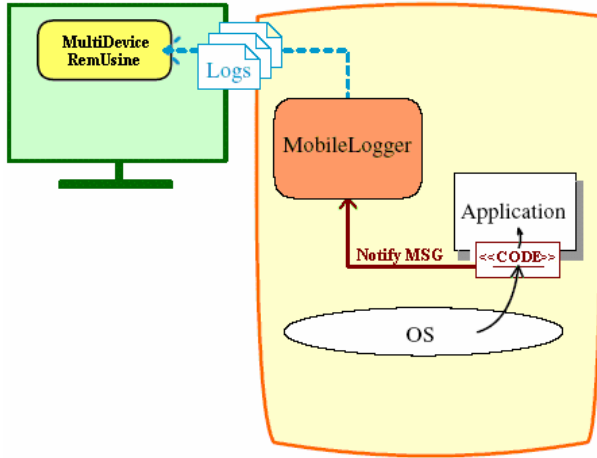 MultiDevice
RemUsine
Logs
MobileLogger
Application
Notify MSG
<<CODE>>
OS